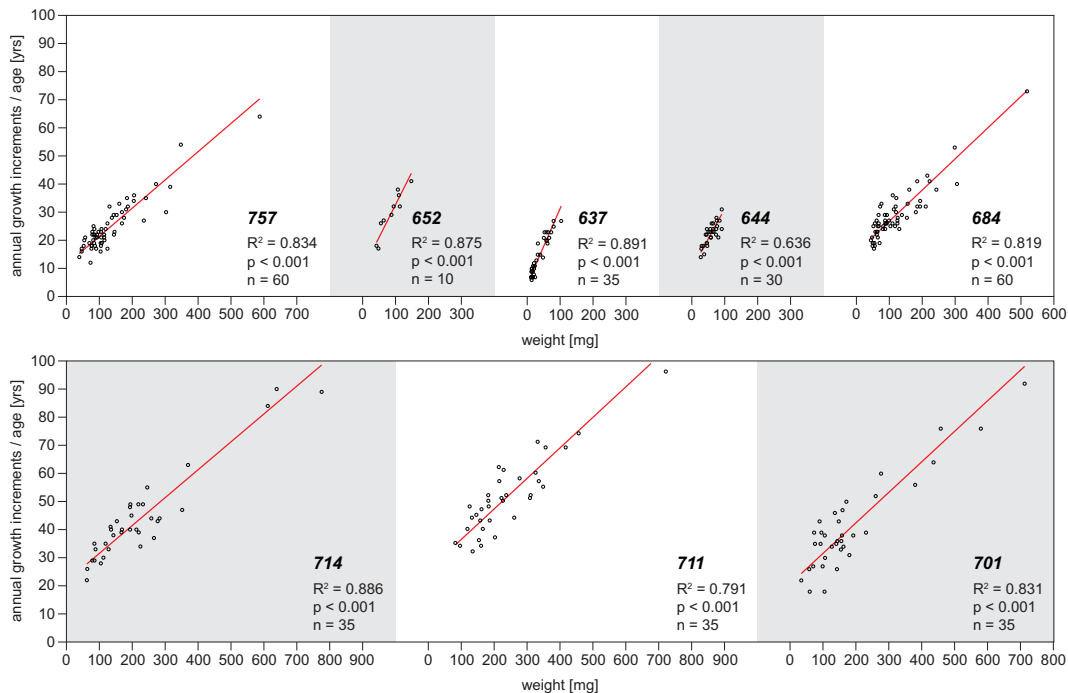 annual growth increments / age [yrs]
100
90
80
70
60
50
40
30
20
10
0
757
R² = 0.834
p < 0.001
n = 60
652
R² = 0.875
p < 0.001
n = 10
637
R² = 0.891
p < 0.001
n = 35
644
R² = 0.636
p < 0.001
n = 30
684
R² = 0.819
p < 0.001
n = 60
0 100 200 300 400 500 600 700 0 100 200 300 0 100 200 300 0 100 200 300 0 100 200 300 400 500 600
weight [mg]
annual growth increments / age [yrs]
100
90
80
70
60
50
40
30
20
10
0
714
R² = 0.886
p < 0.001
n = 35
711
R² = 0.791
p < 0.001
n = 35
701
R² = 0.831
p < 0.001
n = 35
0 100 200 300 400 500 600 700 800 900 0 100 200 300 400 500 600 700 800 900 0 100 200 300 400 500 600 700 800
weight [mg]